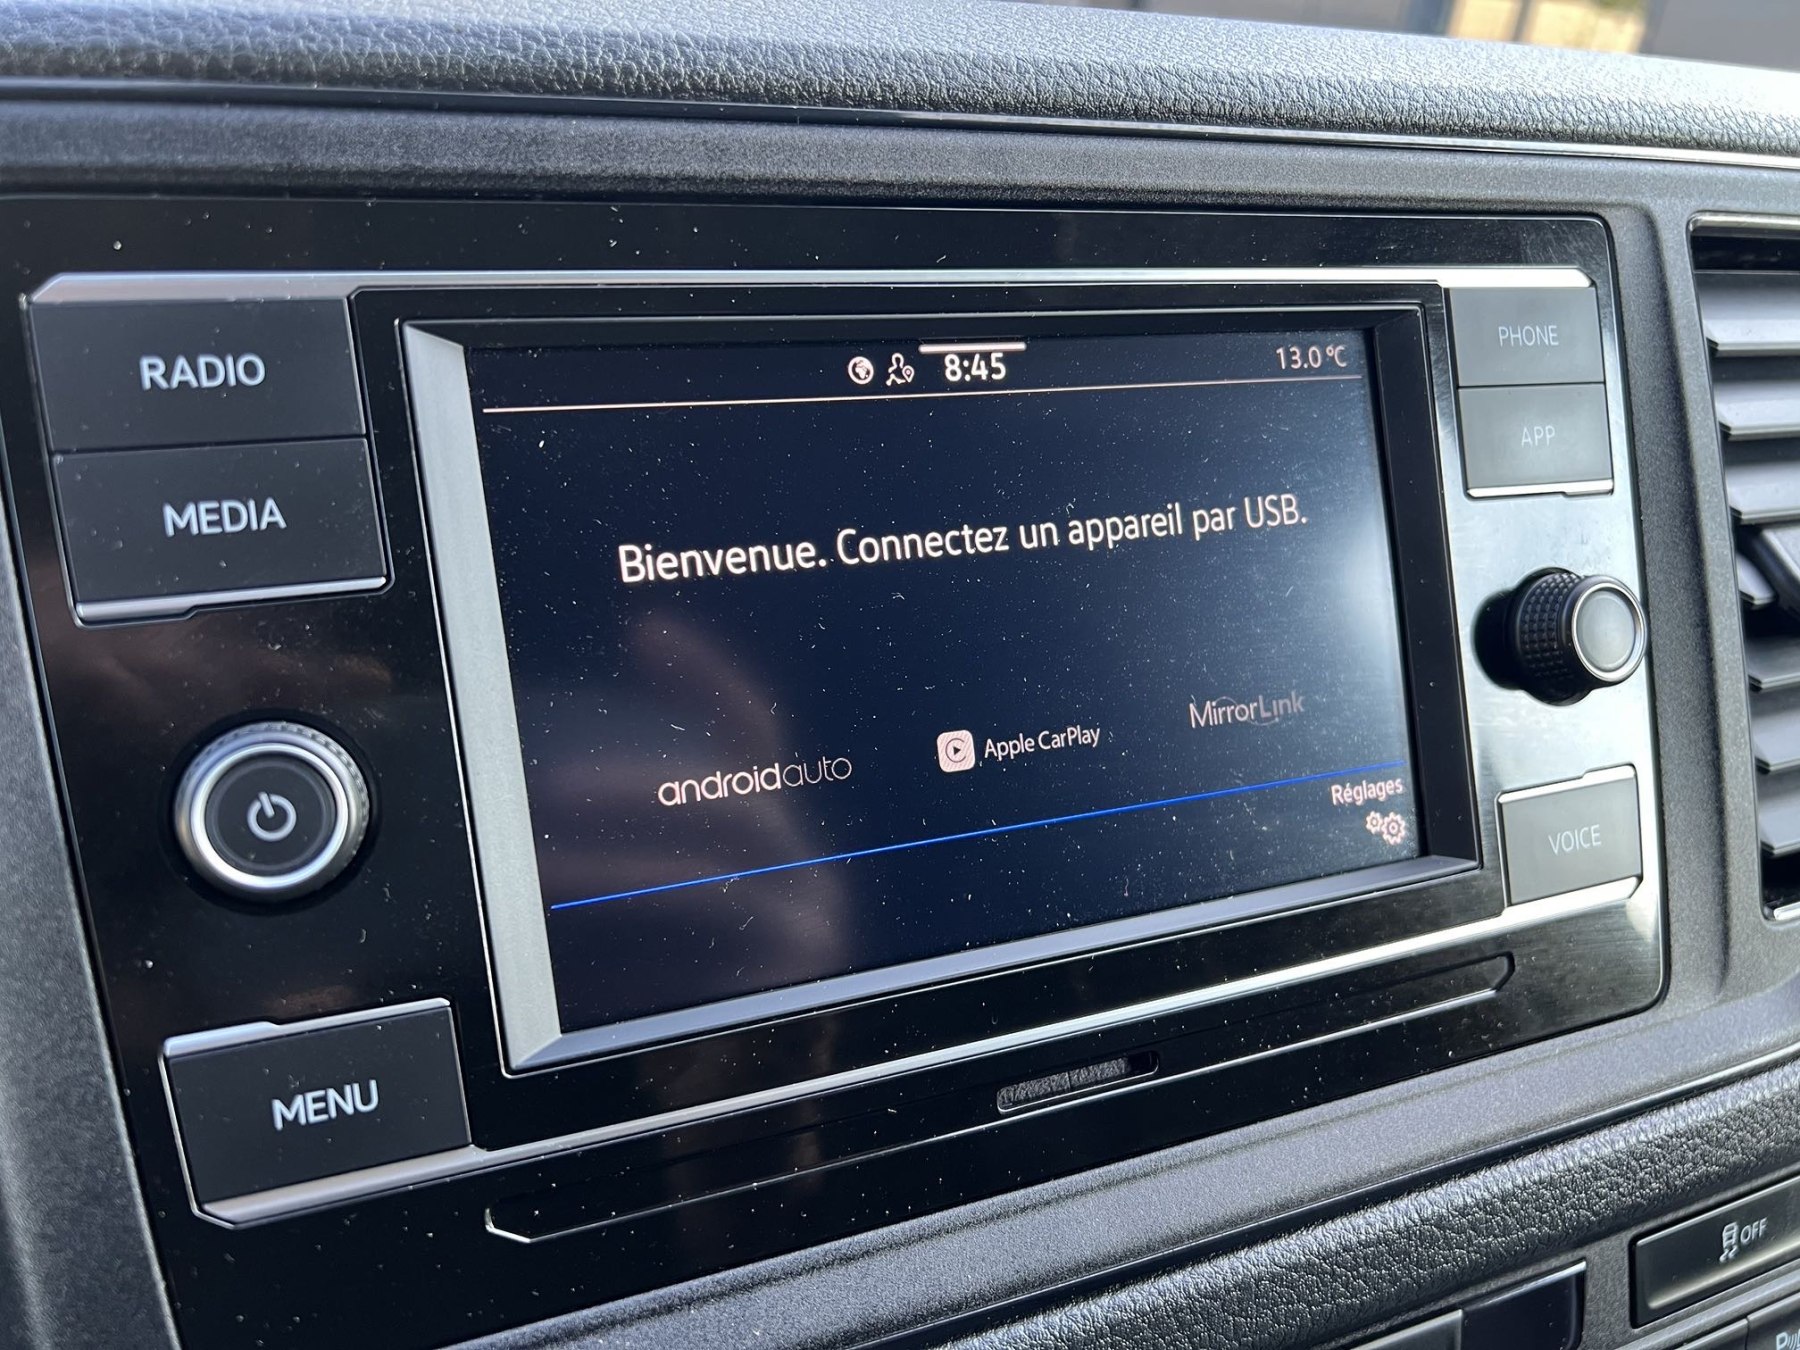 8:45
13.0°C
RADIO
MEDIA
PHONE
APP
Bienvenue. Connectez un appareil par USB.
androidauto
Apple CarPlay
MirrorLink
Réglages
VOICE
MENU
OFF